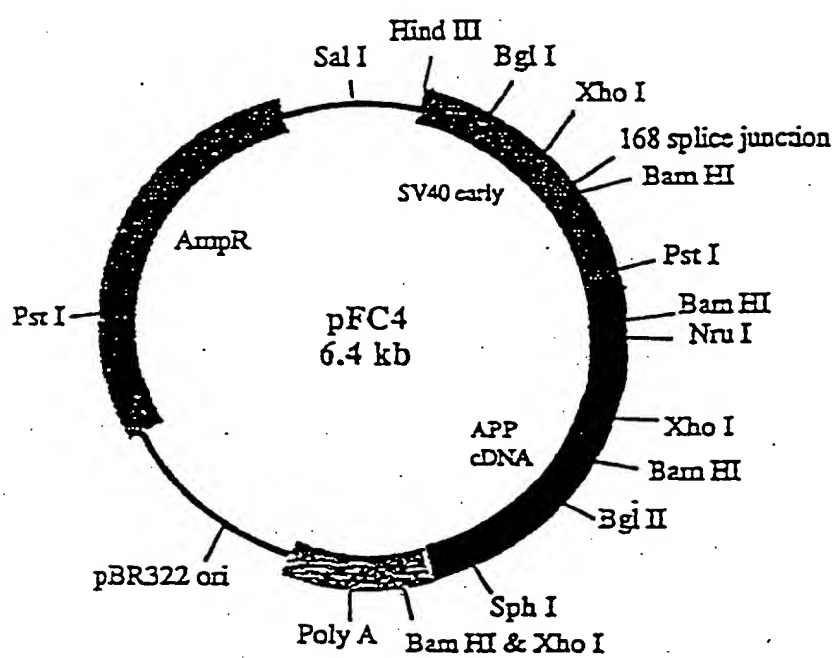 Hind III
Sal I
Bgl I
Xho I
168 splice junction
Bam HI
SV40 early
AmpR
Pst I
Pst I
Bam HI
Nru I
pFC4
6.4 kb
Xho I
APP
cDNA
Bam HI
Bgl II
pBR322 ori
Sph I
Poly A
Bam HI & Xho I